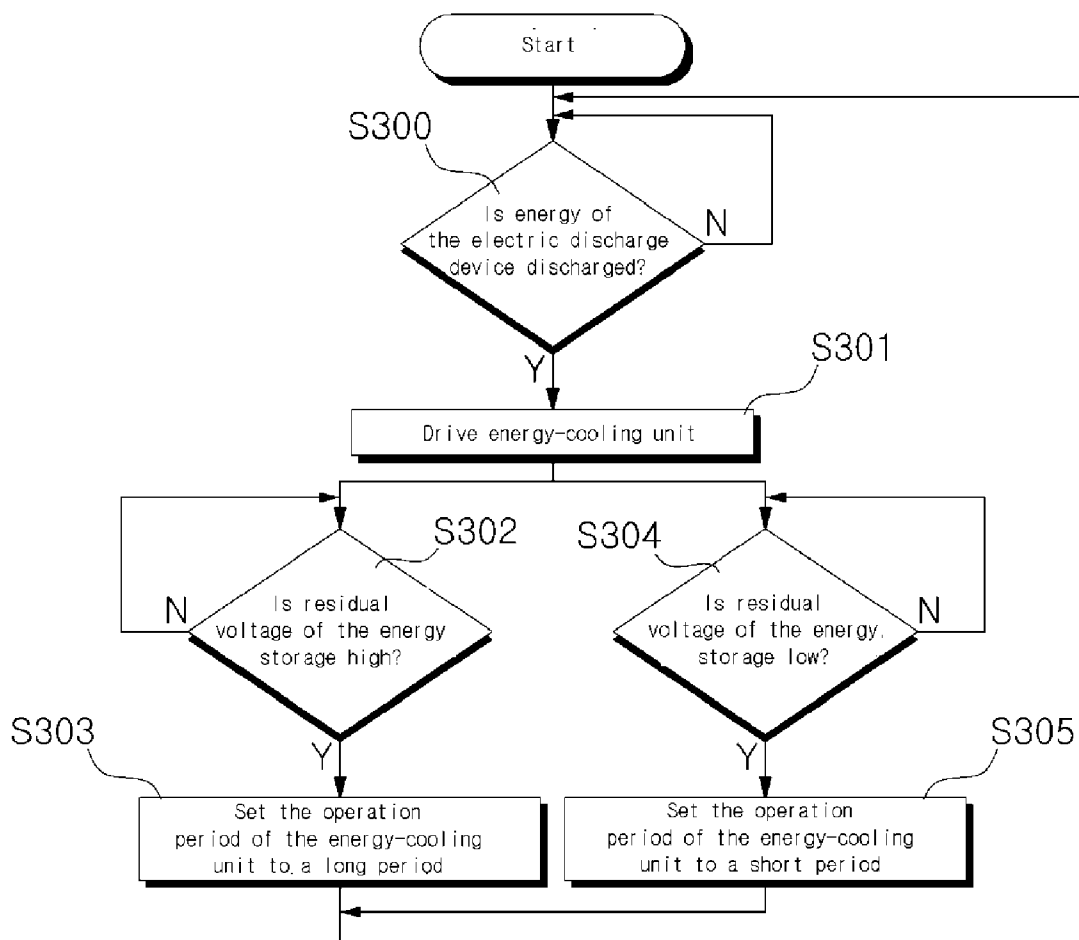 Start
S300
Is energy of
the electric discharge
device discharged?
N
Y
S301
Drive energy-cooling unit
S302
N
Is residual
voltage of the energy
storage high?
Y
S304
Is residual
voltage of the energy.
storage low?
N
Y
S303
Set the operation
period of the energy-cooling
unit to.a long period
S305
Set the operation
period of the energy-cooling
unit to a short period